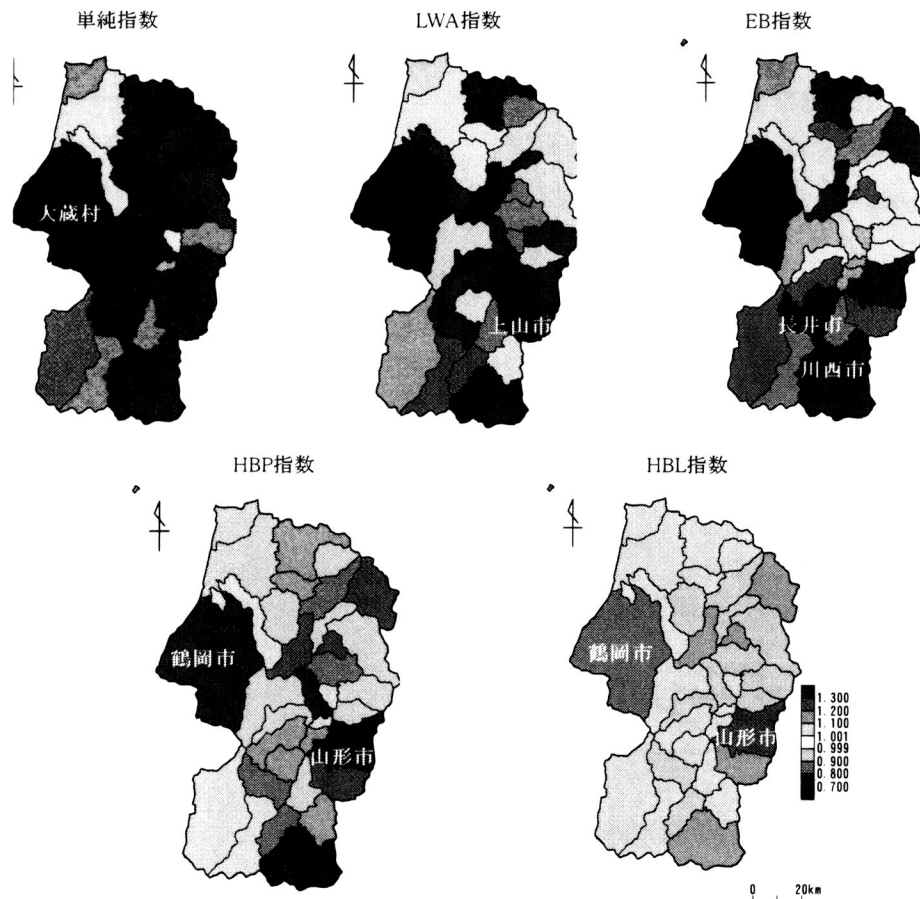 単純指数
LWA指数
EB指数
大蔵村
上山市
長井市
川西市
HBP指数
HBL指数
鶴岡市
山形市
鶴岡市
山形市
1.300
1.200
1.100
1.001
0.999
0.900
0.800
0.700
0 20km